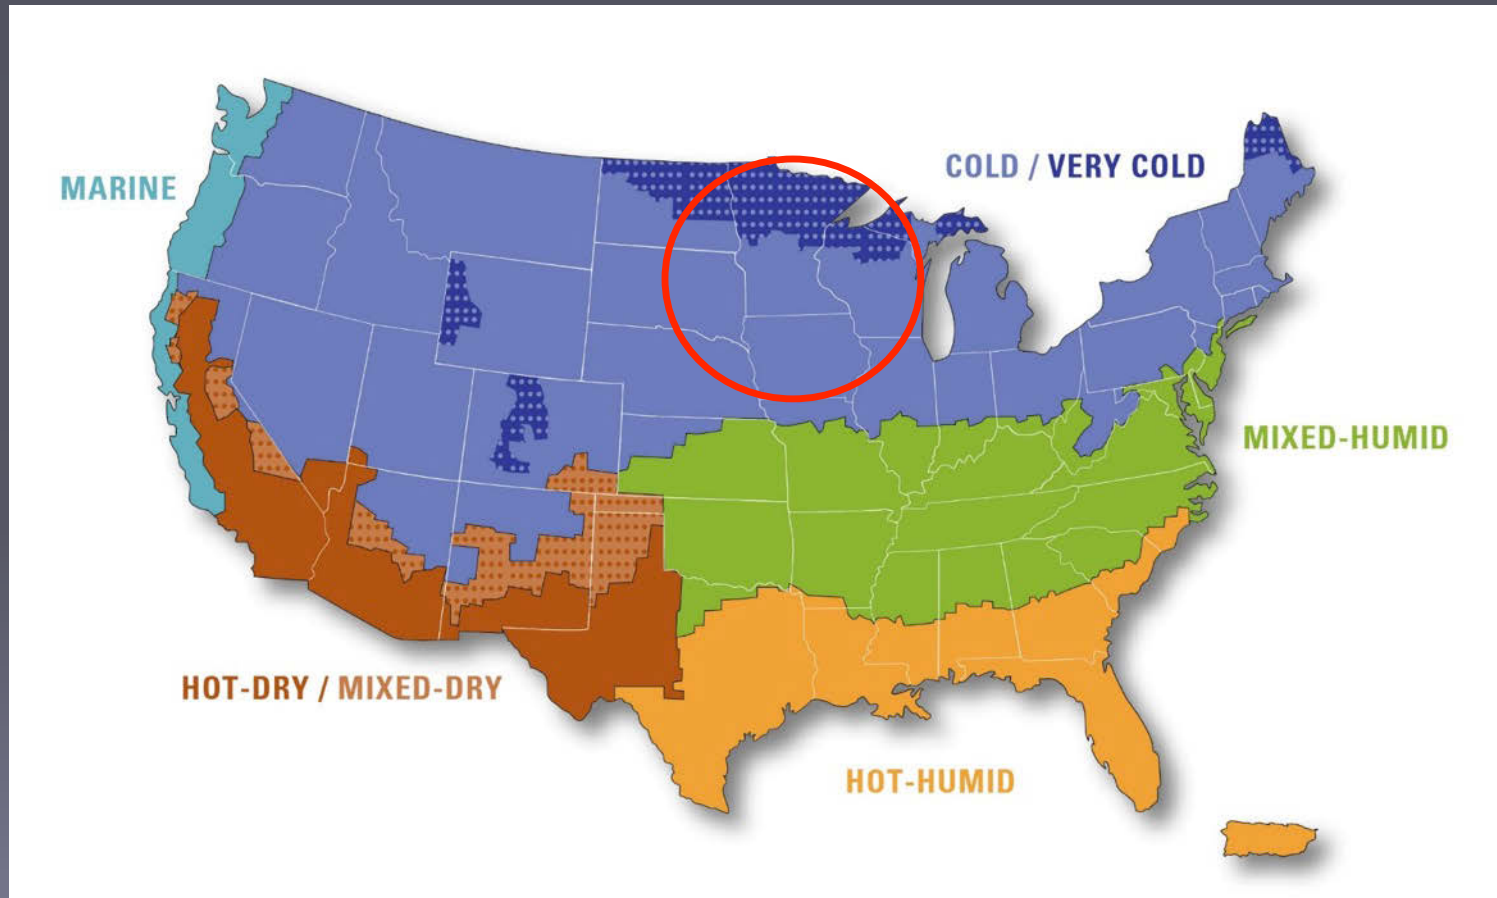 MARINE
COLD / VERY COLD
MIXED-HUMID
HOT-DRY / MIXED-DRY
HOT-HUMID